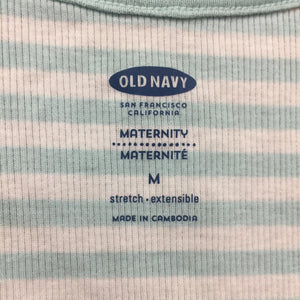 OLD NAVY
SAN FRANCISCO
CALIFORNIA
MATERNITY
MATERNITÉ
M
stretch • extensible
MADE IN CAMBODIA